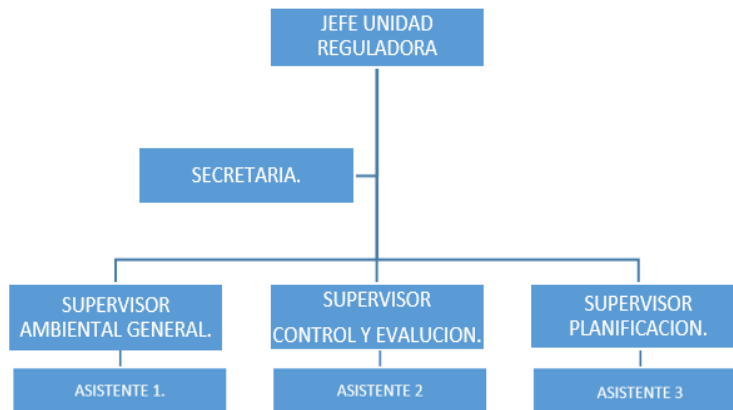 JEFE UNIDAD
REGULADORA
SECRETARIA.
SUPERVISOR
AMBIENTAL GENERAL.
SUPERVISOR
CONTROL Y EVALUCION.
SUPERVISOR
PLANIFICACION.
ASISTENTE 1.
ASISTENTE 2
ASISTENTE 3